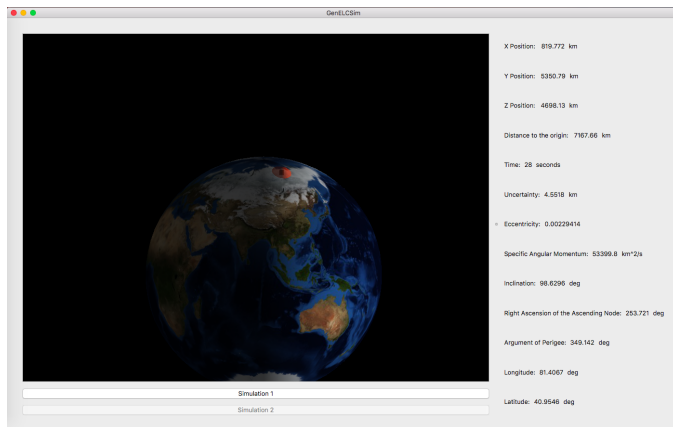 GenELCSim
X Position: 819.772 km
Y Position: 5350.79 km
Z Position: 4698.13 km
Distance to the origin: 7167.66 km
Time: 28 seconds
Uncertainty: 4.5518 km
Eccentricity: 0.00229414
Specific Angular Momentum: 53399.8 km^2/s
Inclination: 98.6296 deg
Right Ascension of the Ascending Node: 253.721 deg
Argument of Perigee: 349.142 deg
Longitude: 81.4067 deg
Latitude: 40.9546 deg
Simulation 1
Simulation 2